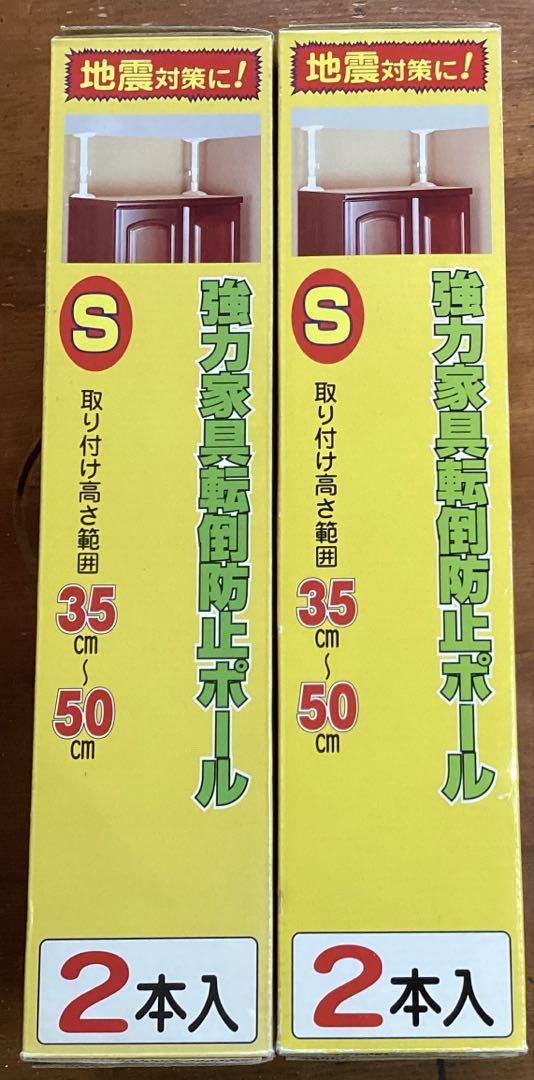 地震対策に!
強力家具転倒防止ポール
S
取り付け高さ範囲
35cm〜50cm
2本入
地震対策に!
強力家具転倒防止ポール
S
取り付け高さ範囲
35cm〜50cm
2本入